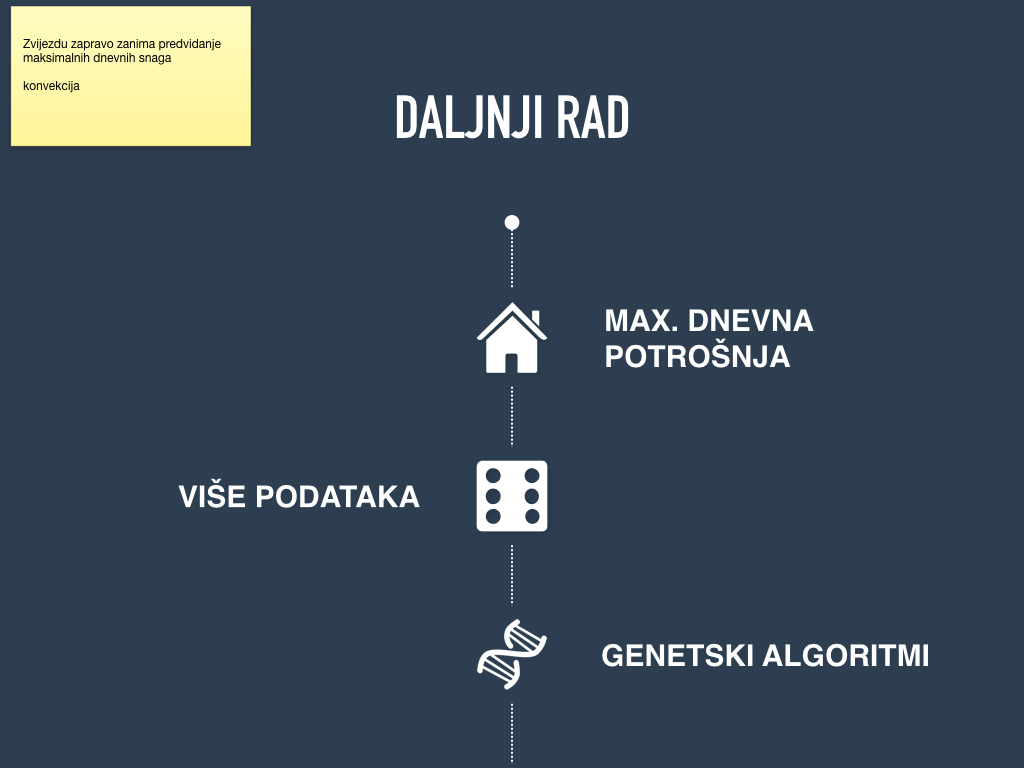 Zvijezdu zapravo zanima predvidanje
maksimalnih dnevnih snaga
konvekcija
DALJNJI RAD
MAX. DNEVNA
POTROŠNJA
VIŠE PODATAKA
GENETSKI ALGORITMI